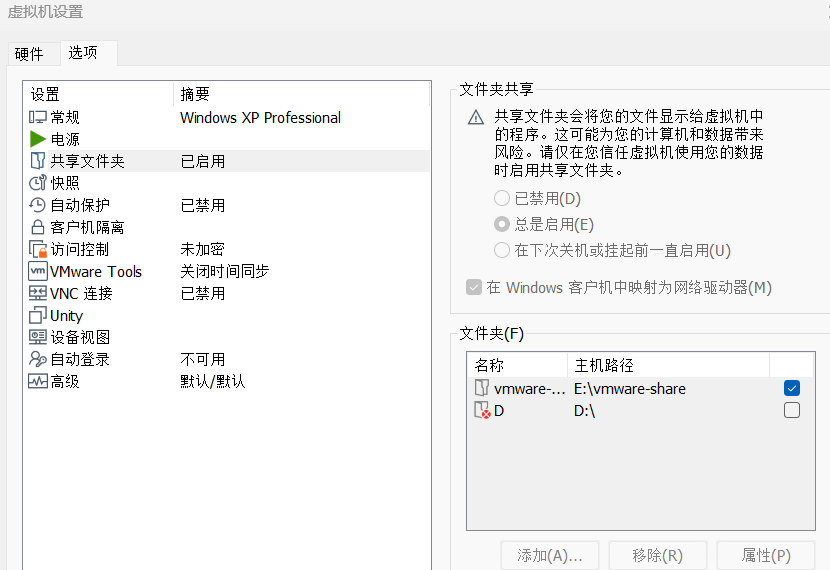 虚拟机设置
硬件 选项
设置 摘要
常规 Windows XP Professional
电源
共享文件夹 已启用
快照
自动保护 已禁用
客户机隔离
访问控制 未加密
VMware Tools 关闭时间同步
VNC 连接 已禁用
Unity
设备视图
自动登录 不可用
高级 默认/默认
文件夹共享
共享文件夹会将您的文件显示给虚拟机中
的程序。这可能为您的计算机和数据带来
风险。请仅在您信任虚拟机使用您的数据
时启用共享文件夹。
已禁用(D)
总是启用(E)
在下次关机或挂起前一直启用(U)
在 Windows 客户机中映射为网络驱动器(M)
文件夹(F)
名称 主机路径
vmware-... E:\vmware-share
D D:\
添加(A)... 移除(R) 属性(P)